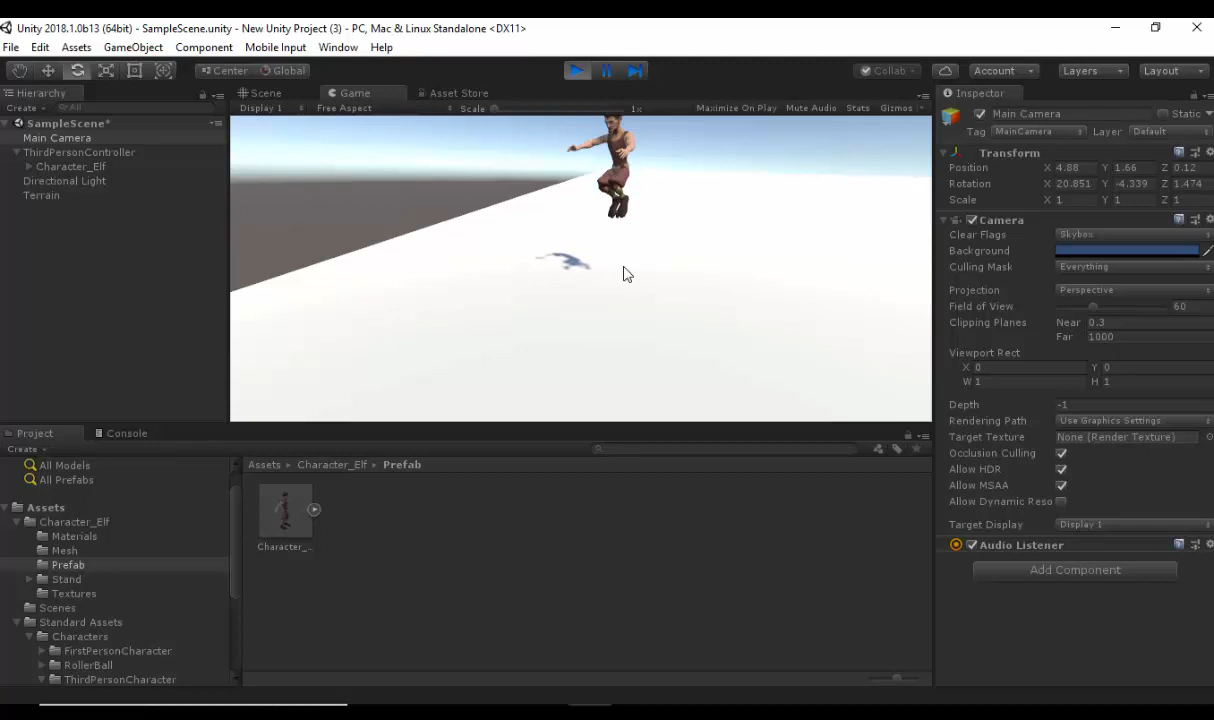 Unity 2018.1.0b13 (64bit) - SampleScene.unity - New Unity Project (3) - PC, Mac & Linux Standalone <DX11>
File Edit Assets GameObject Component Mobile Input Window Help
Center Global Collab Account Layers Layout
Hierarchy
Create All
SampleScene*
Main Camera
ThirdPersonController
Character_Elf
Directional Light
Terrain
Scene Game Asset Store
Display 1 Free Aspect Scale 1x Maximize On Play Mute Audio Stats Gizmos
Inspector
Main Camera Static
Tag MainCamera Layer Default
Transform
Position X 4.88 Y 1.66 Z 0.12
Rotation X 20.851 Y -4.339 Z 1.474
Scale X 1 Y 1 Z 1
Camera
Clear Flags Skybox
Background
Culling Mask Everything
Projection Perspective
Field of View 60
Clipping Planes Near 0.3
Far 1000
Viewport Rect
X 0 Y 0
W 1 H 1
Depth -1
Rendering Path Use Graphics Settings
Target Texture None (Render Texture)
Occlusion Culling
Allow HDR
Allow MSAA
Allow Dynamic Reso
Target Display Display 1
Audio Listener
Add Component
Project Console
Create
All Models
All Prefabs
Assets
Character_Elf
Materials
Mesh
Prefab
Stand
Textures
Scenes
Standard Assets
Characters
FirstPersonCharacter
RollerBall
ThirdPersonCharacter
Assets Character_Elf Prefab
Character_...